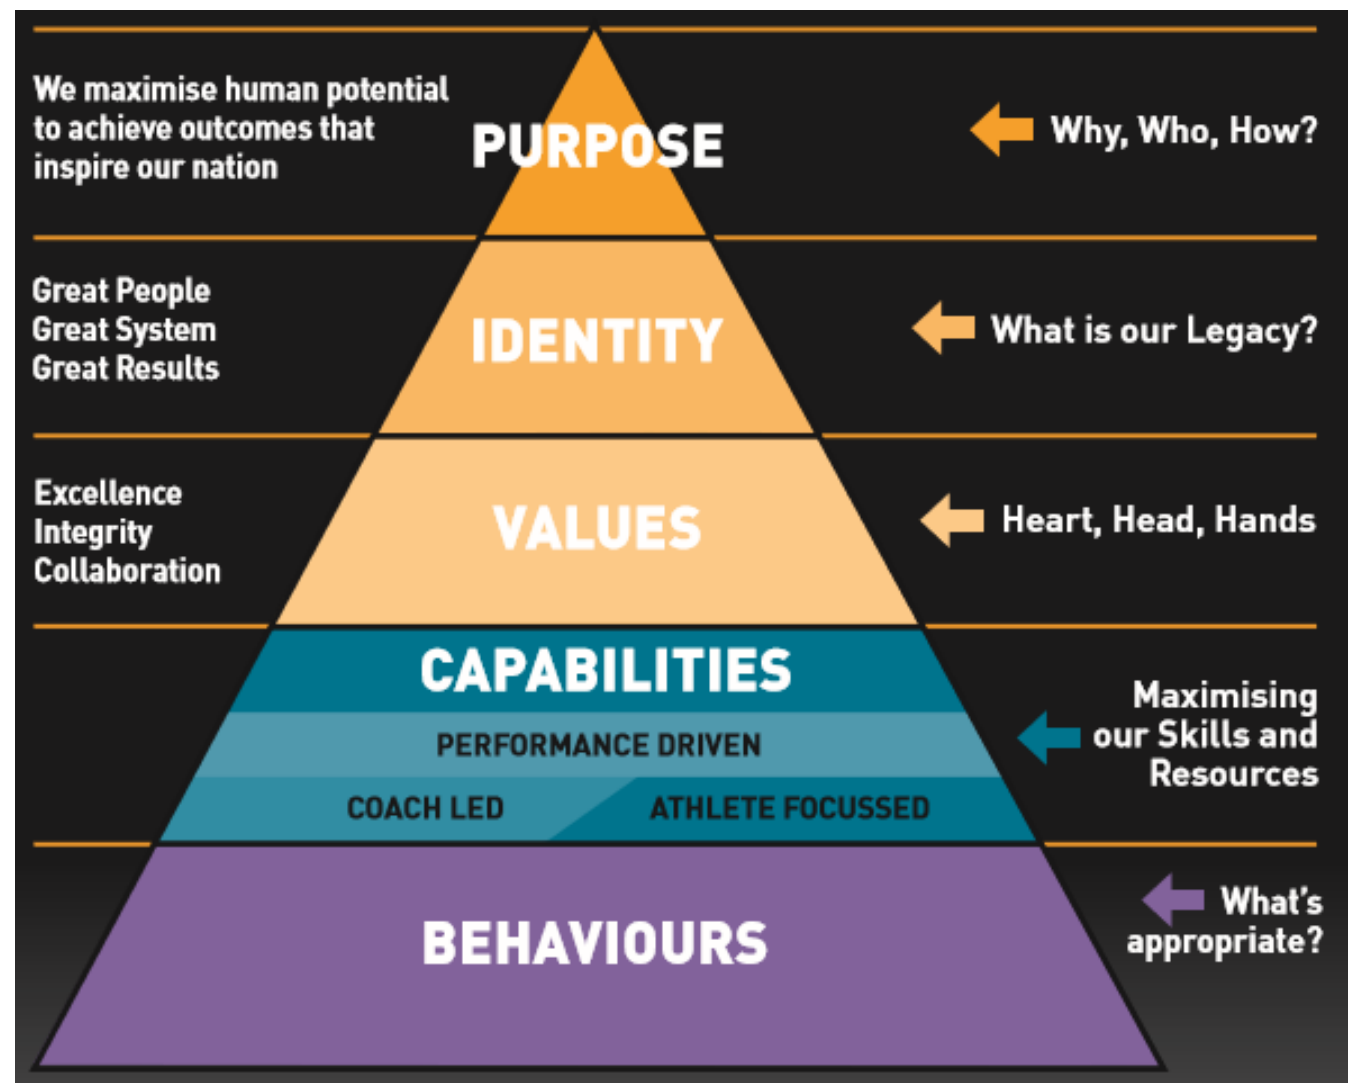 We maximise human potential
to achieve outcomes that
inspire our nation
PURPOSE
Why, Who, How?
Great People
Great System
Great Results
IDENTITY
What is our Legacy?
Excellence
Integrity
Collaboration
VALUES
Heart, Head, Hands
CAPABILITIES
PERFORMANCE DRIVEN
COACH LED
ATHLETE FOCUSSED
Maximising
our Skills and
Resources
BEHAVIOURS
What's
appropriate?